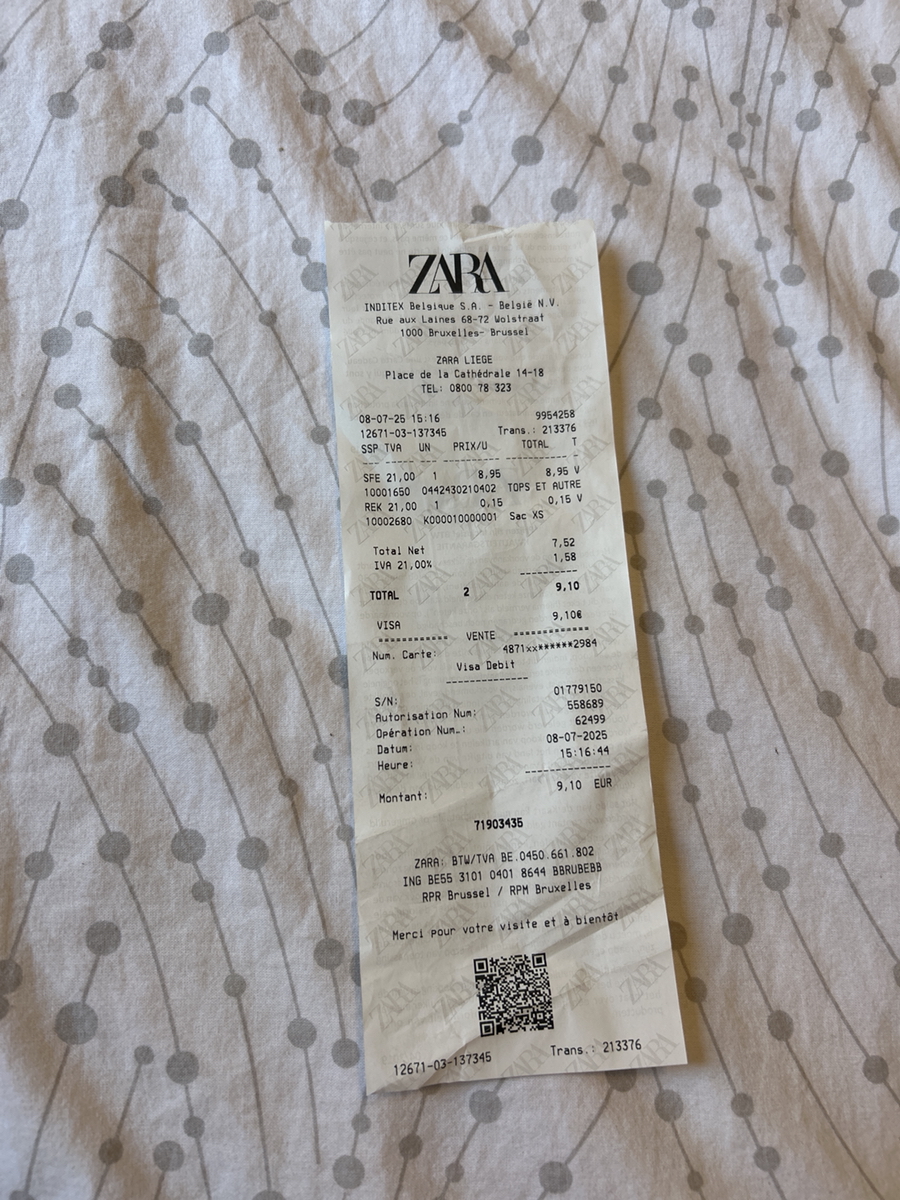 ZARA
INDITEX Belgique S.A. - België N.V.
Rue aux Laines 68-72 Wolstraat
1000 Bruxelles- Brussel
ZARA LIEGE
Place de la Cathédrale 14-18
TEL: 0800 78 323
08-07-25 15:16 9954258
12671-03-137345 Trans.: 213376
SSP TVA UN PRIX/U TOTAL T
SFE 21,00 1 8,95 8,95 V
10001650 0442430210402 TOPS ET AUTRE
REK 21,00 1 0,15 0,15 V
10002680 K000010000001 Sac XS
Total Net 7,52
IVA 21,00% 1,58
TOTAL 2 9,10
VISA 9,10€
============ VENTE ============
Num. Carte: 4871xx******2984
Visa Debit
S/N: 01779150
Autorisation Num: 558689
Opération Num.: 62499
Datum: 08-07-2025
Heure: 15:16:44
Montant: 9,10 EUR
71903435
ZARA: BTW/TVA BE.0450.661.802
ING BE55 3101 0401 8644 BBRUBEBB
RPR Brussel / RPM Bruxelles
Merci pour votre visite et à bientôt
12671-03-137345 Trans.: 213376